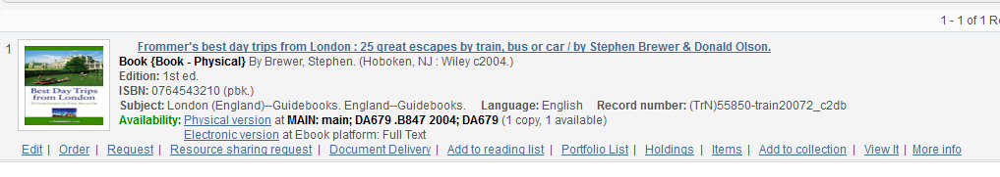 1 - 1 of 1 R
1
Frommer's best day trips from London : 25 great escapes by train, bus or car / by Stephen Brewer & Donald Olson.
Book {Book - Physical} By Brewer, Stephen. (Hoboken, NJ : Wiley c2004.)
Edition: 1st ed.
ISBN: 0764543210 (pbk.)
Subject: London (England)--Guidebooks. England--Guidebooks. Language: English Record number: (TrN)55850-train20072_c2db
Availability: Physical version at MAIN: main; DA679 .B847 2004; DA679 (1 copy, 1 available)
Electronic version at Ebook platform: Full Text
Edit | Order | Request | Resource sharing request | Document Delivery | Add to reading list | Portfolio List | Holdings | Items | Add to collection | View It | More info
Best Day Trips
from London